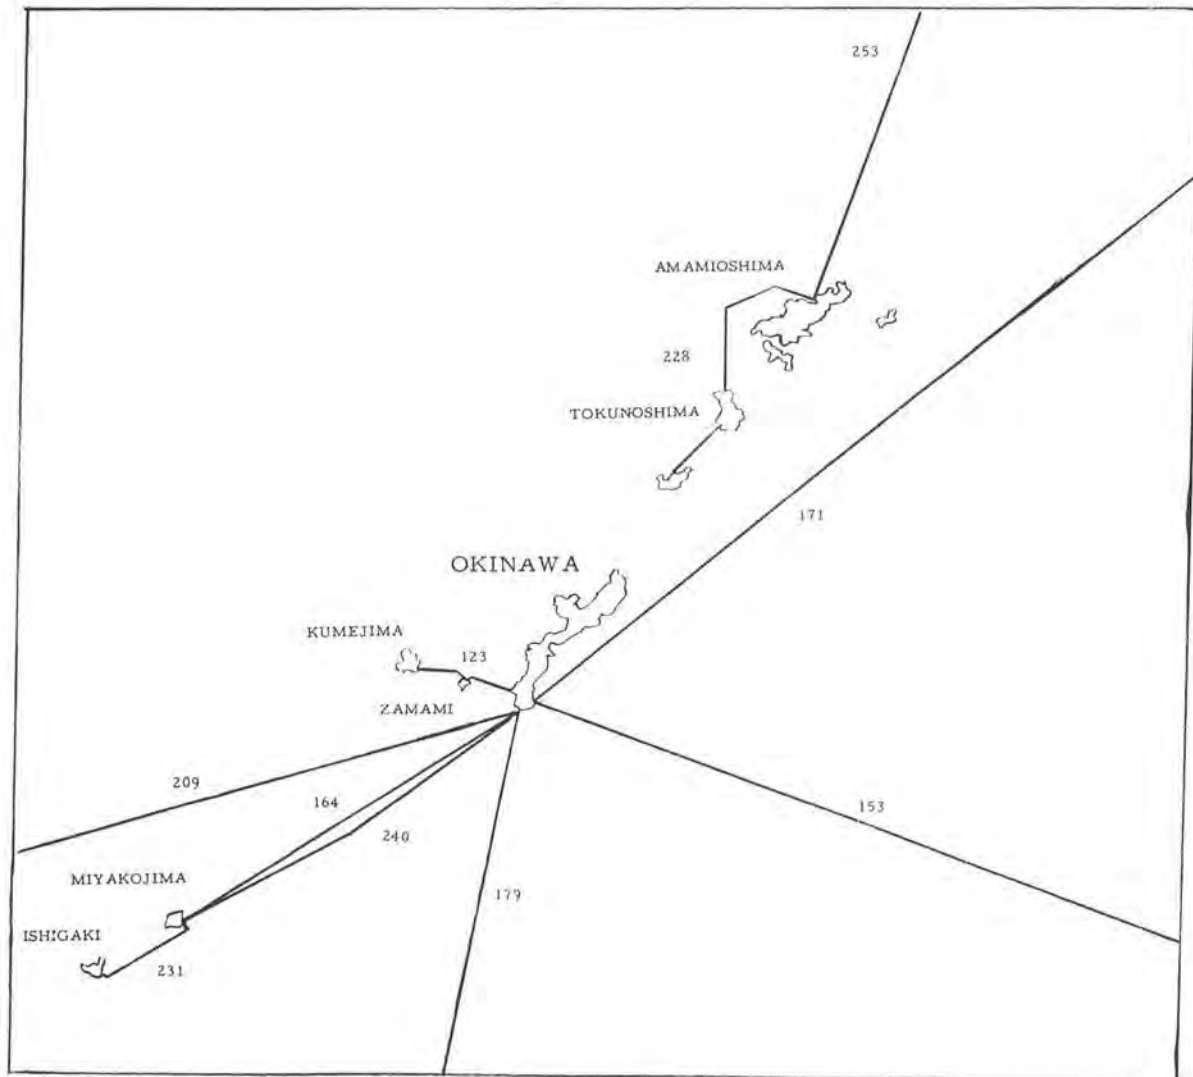 253
AMAMIOSHIMA
228
TOKUNOSHIMA
171
OKINAWA
KUMEJIMA
123
ZAMAMI
209
164
153
240
MIYAKOJIMA
179
ISHIGAKI
231